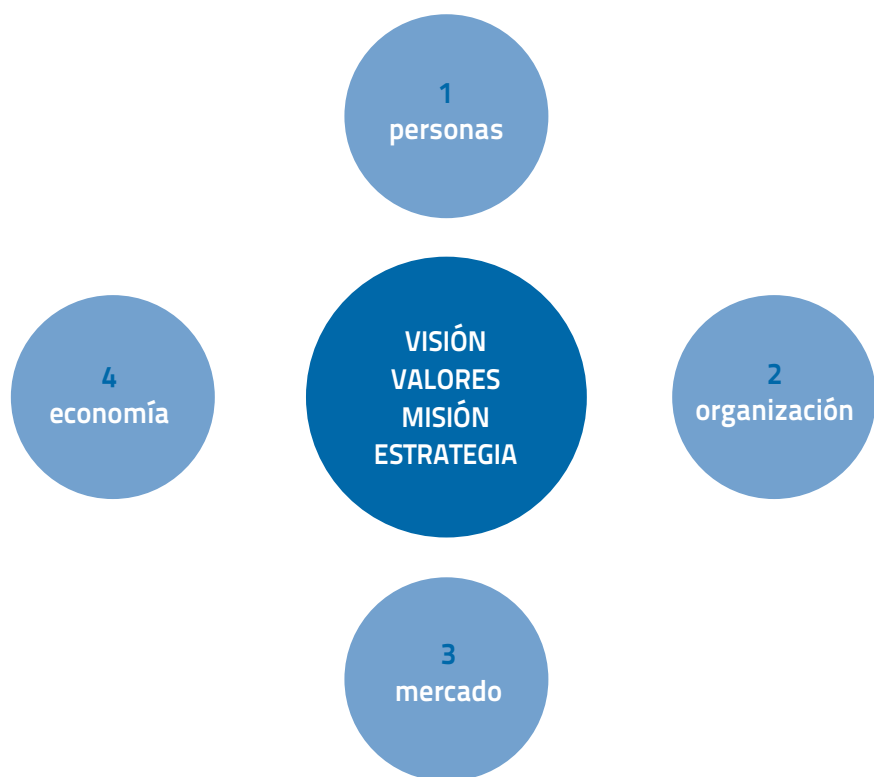 1
personas
VISIÓN
VALORES
MISIÓN
ESTRATEGIA
4
economía
2
organización
3
mercado